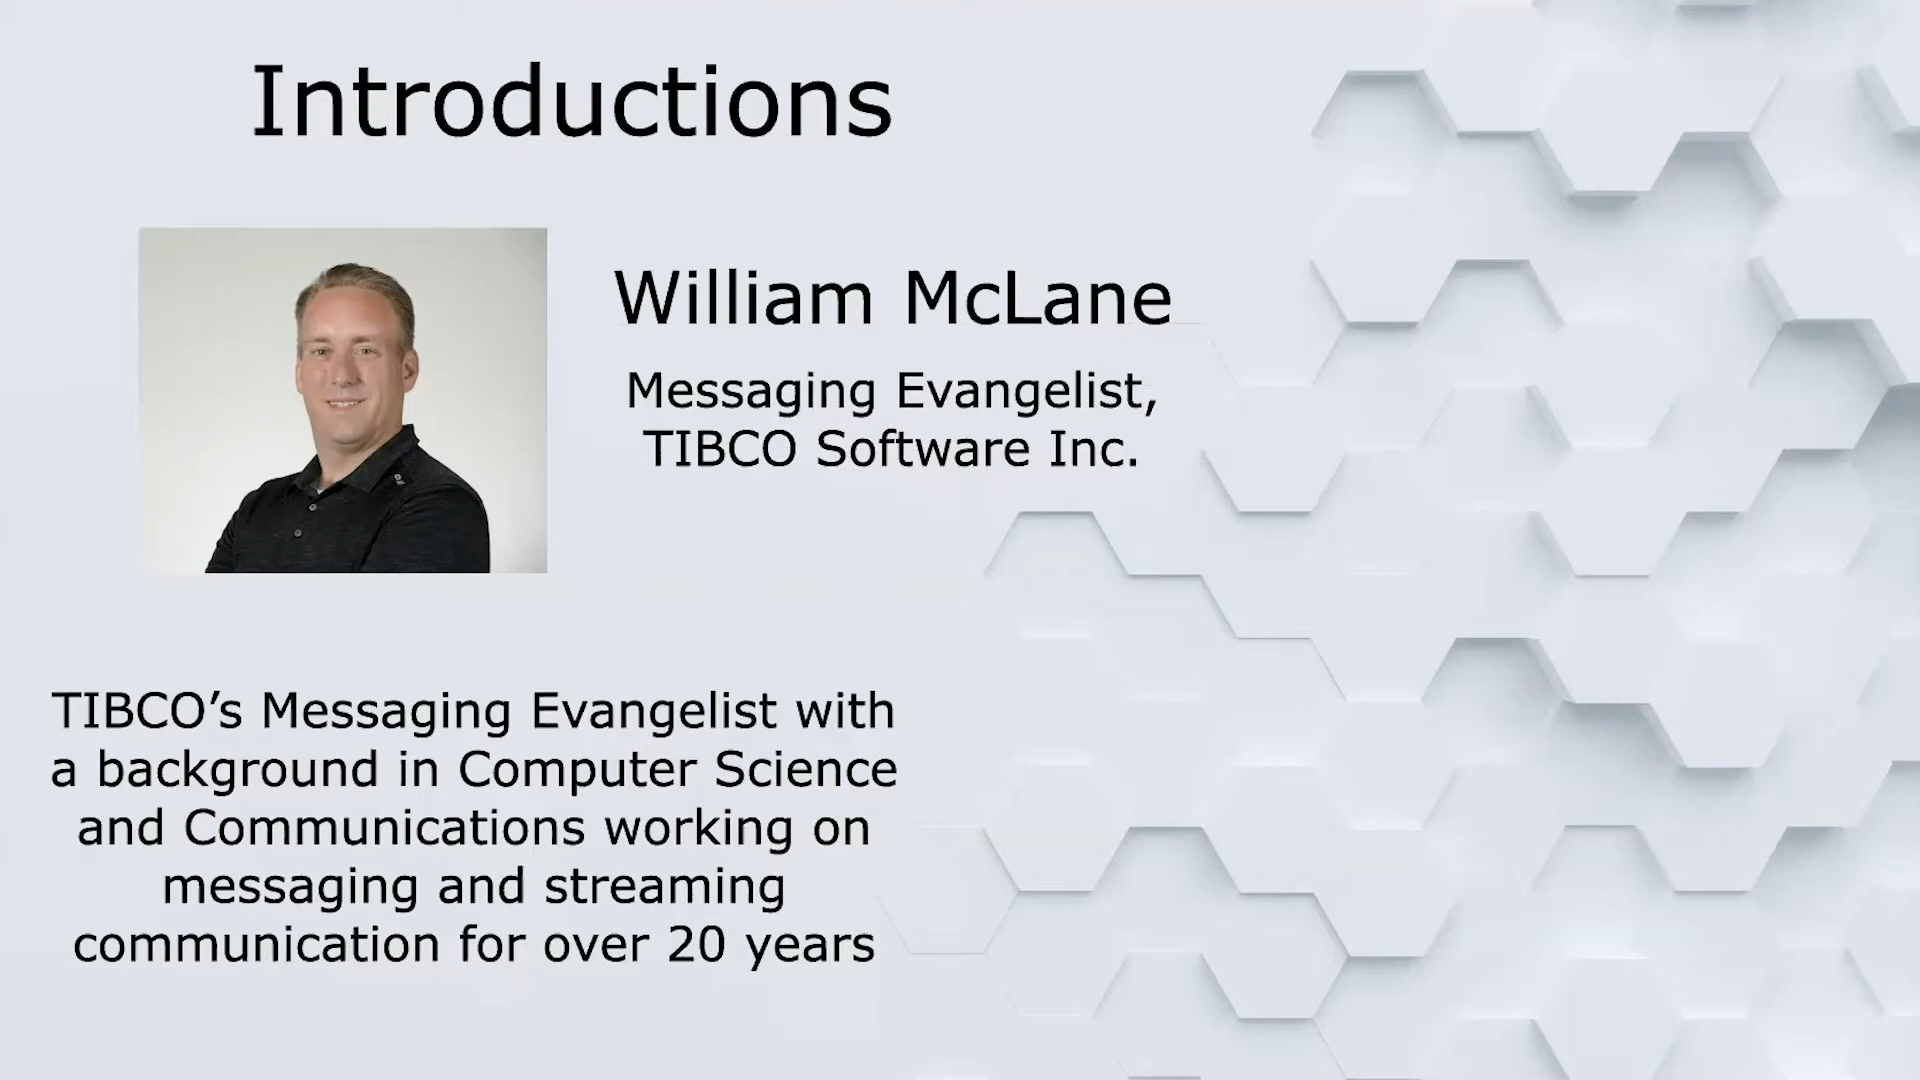 Introductions
William McLane
Messaging Evangelist,
TIBCO Software Inc.
TIBCO’s Messaging Evangelist with
a background in Computer Science
and Communications working on
messaging and streaming
communication for over 20 years